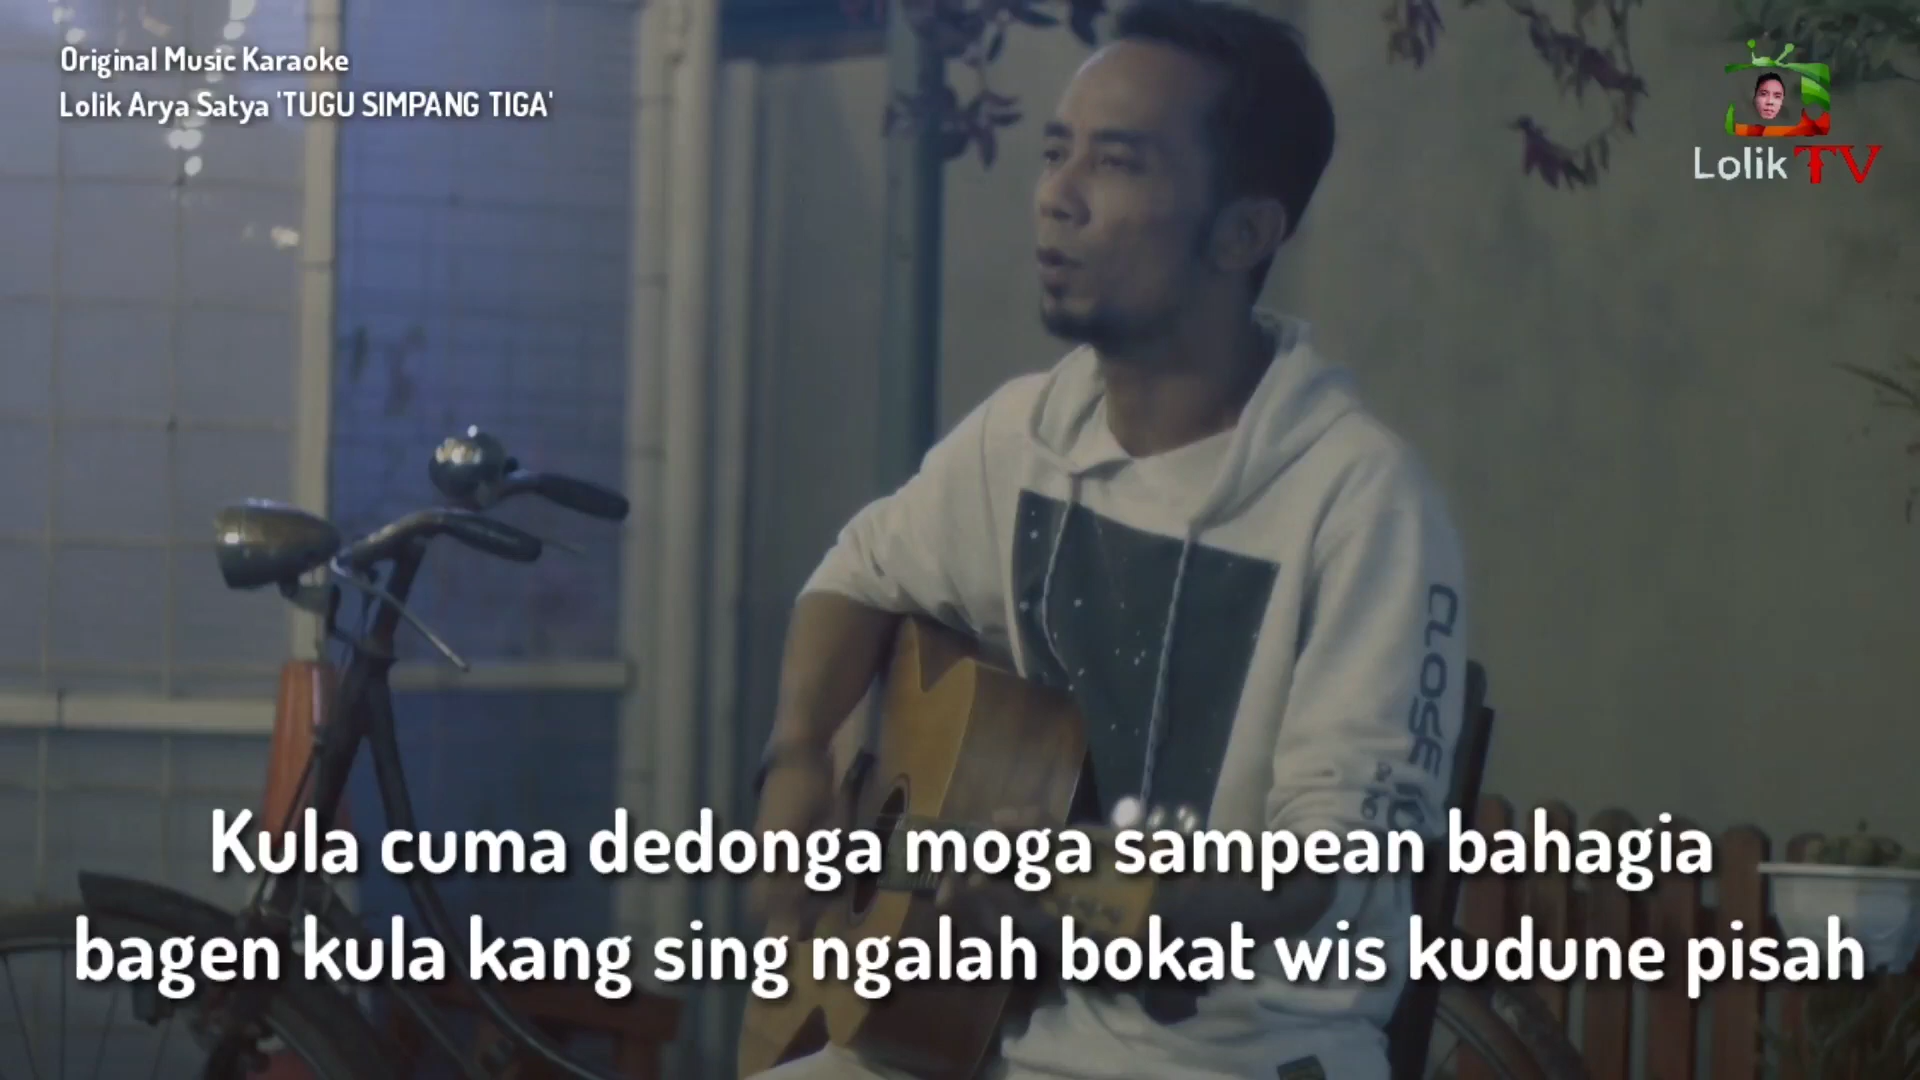 Original Music Karaoke
Lolik Arya Satya 'TUGU SIMPANG TIGA'
Lolik TV
CLOSE
Kula cuma dedonga moga sampean bahagia
bagen kula kang sing ngalah bokat wis kudune pisah